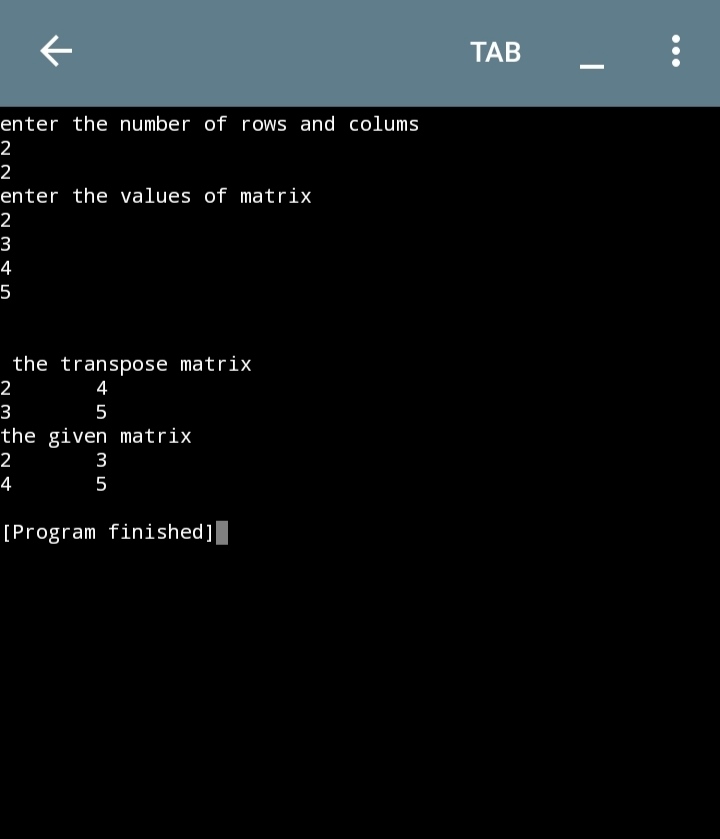 TAB
enter the number of rows and colums
2
2
enter the values of matrix
2
3
4
5
the transpose matrix
2 4
3 5
the given matrix
2 3
4 5
[Program finished]